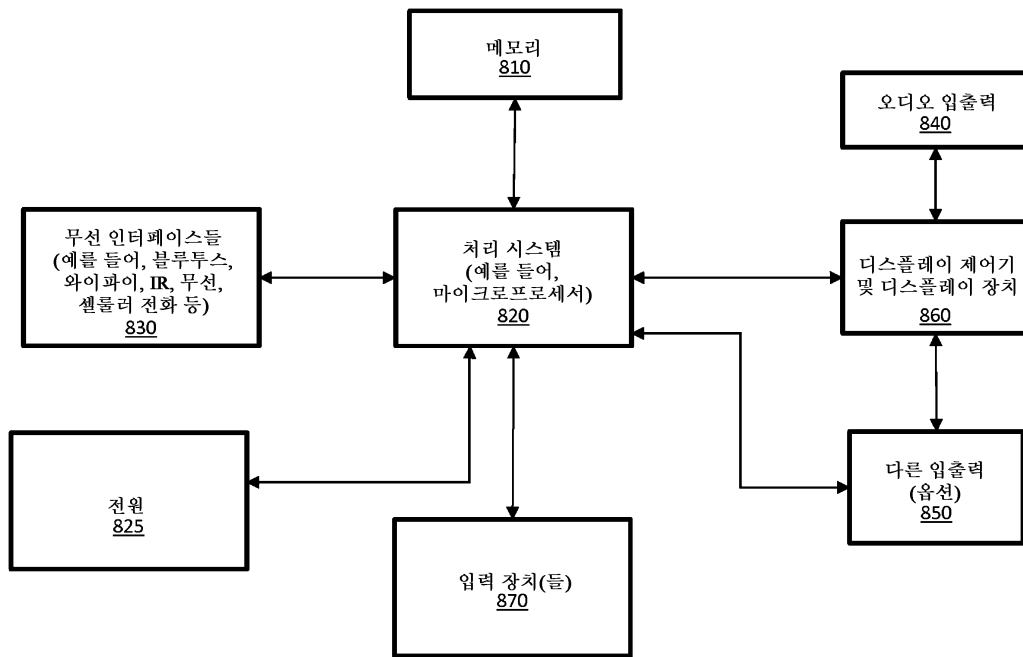 메모리
810
오디오 입출력
840
무선 인터페이스들
(예를 들어, 블루투스,
와이파이, IR, 무선,
셀룰러 전화 등)
830
처리 시스템
(예를 들어,
마이크로프로세서)
820
디스플레이 제어기
및 디스플레이 장치
860
전원
825
입력 장치(들)
870
다른 입출력
(옵션)
850